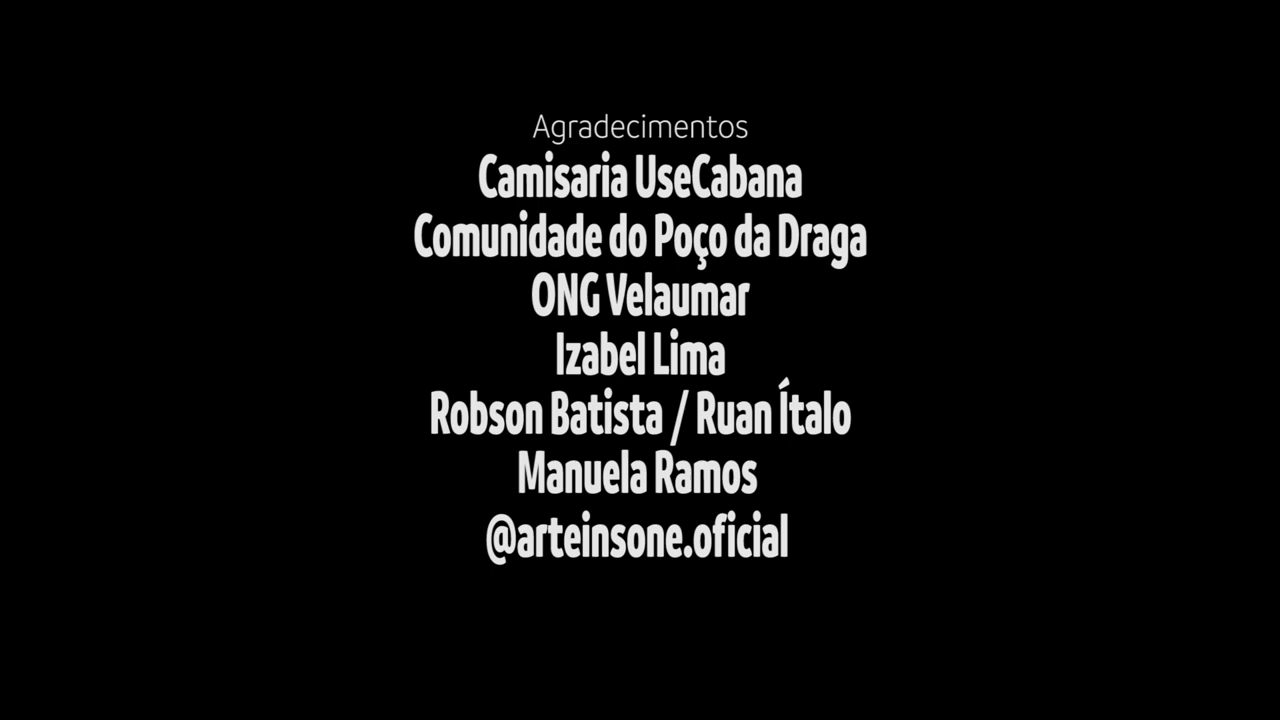 Agradecimentos
Camisaria UseCabana
Comunidade do Poço da Draga
ONG Velaumar
Izabel Lima
Robson Batista / Ruan Ítalo
Manuela Ramos
@arteinsone.oficial